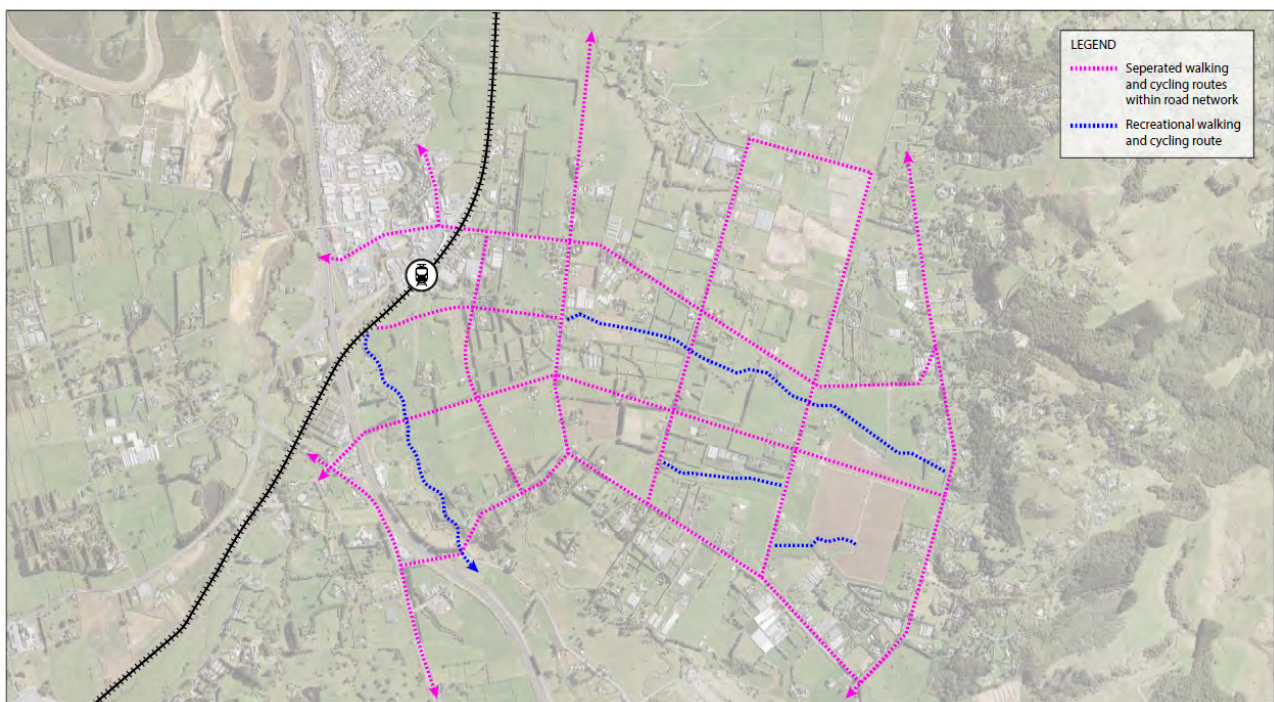 LEGEND
Seperated walking
and cycling routes
within road network
Recreational walking
and cycling route